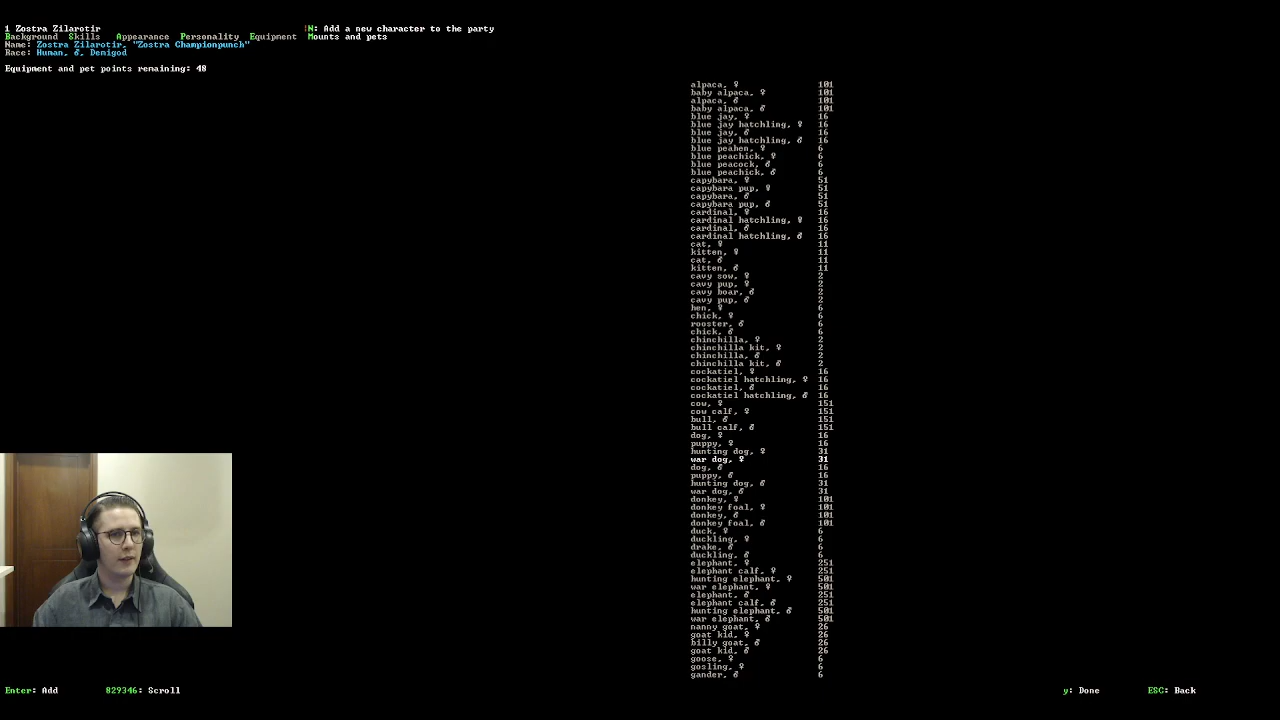 1 Zostra Zilarotir !N: Add a new character to the party
Background Skills Appearance Personality Equipment Mounts and pets
Name: Zostra Zilarotir, "Zostra Championpunch"
Race: Human, ♂, Demigod
Equipment and pet points remaining: 48
alpaca, ♀ 101
baby alpaca, ♀ 101
alpaca, ♂ 101
baby alpaca, ♂ 101
blue jay, ♀ 16
blue jay hatchling, ♀ 16
blue jay, ♂ 16
blue jay hatchling, ♂ 16
blue peahen, ♀ 6
blue peachick, ♀ 6
blue peacock, ♂ 6
blue peachick, ♂ 6
capybara, ♀ 51
capybara pup, ♀ 51
capybara, ♂ 51
capybara pup, ♂ 51
cardinal, ♀ 16
cardinal hatchling, ♀ 16
cardinal, ♂ 16
cardinal hatchling, ♂ 16
cat, ♀ 11
kitten, ♀ 11
cat, ♂ 11
kitten, ♂ 11
cavy sow, ♀ 2
cavy pup, ♀ 2
cavy boar, ♂ 2
cavy pup, ♂ 2
hen, ♀ 6
chick, ♀ 6
rooster, ♂ 6
chick, ♂ 6
chinchilla, ♀ 2
chinchilla kit, ♀ 2
chinchilla, ♂ 2
chinchilla kit, ♂ 2
cockatiel, ♀ 16
cockatiel hatchling, ♀ 16
cockatiel, ♂ 16
cockatiel hatchling, ♂ 16
cow, ♀ 151
cow calf, ♀ 151
bull, ♂ 151
bull calf, ♂ 151
dog, ♀ 16
puppy, ♀ 16
hunting dog, ♀ 31
war dog, ♀ 31
dog, ♂ 16
puppy, ♂ 16
hunting dog, ♂ 31
war dog, ♂ 31
donkey, ♀ 101
donkey foal, ♀ 101
donkey, ♂ 101
donkey foal, ♂ 101
duck, ♀ 6
duckling, ♀ 6
drake, ♂ 6
duckling, ♂ 6
elephant, ♀ 251
elephant calf, ♀ 251
hunting elephant, ♀ 501
war elephant, ♀ 501
elephant, ♂ 251
elephant calf, ♂ 251
hunting elephant, ♂ 501
war elephant, ♂ 501
nanny goat, ♀ 26
goat kid, ♀ 26
billy goat, ♂ 26
goat kid, ♂ 26
goose, ♀ 6
gosling, ♀ 6
gander, ♂ 6
Enter: Add 829346: Scroll y: Done ESC: Back